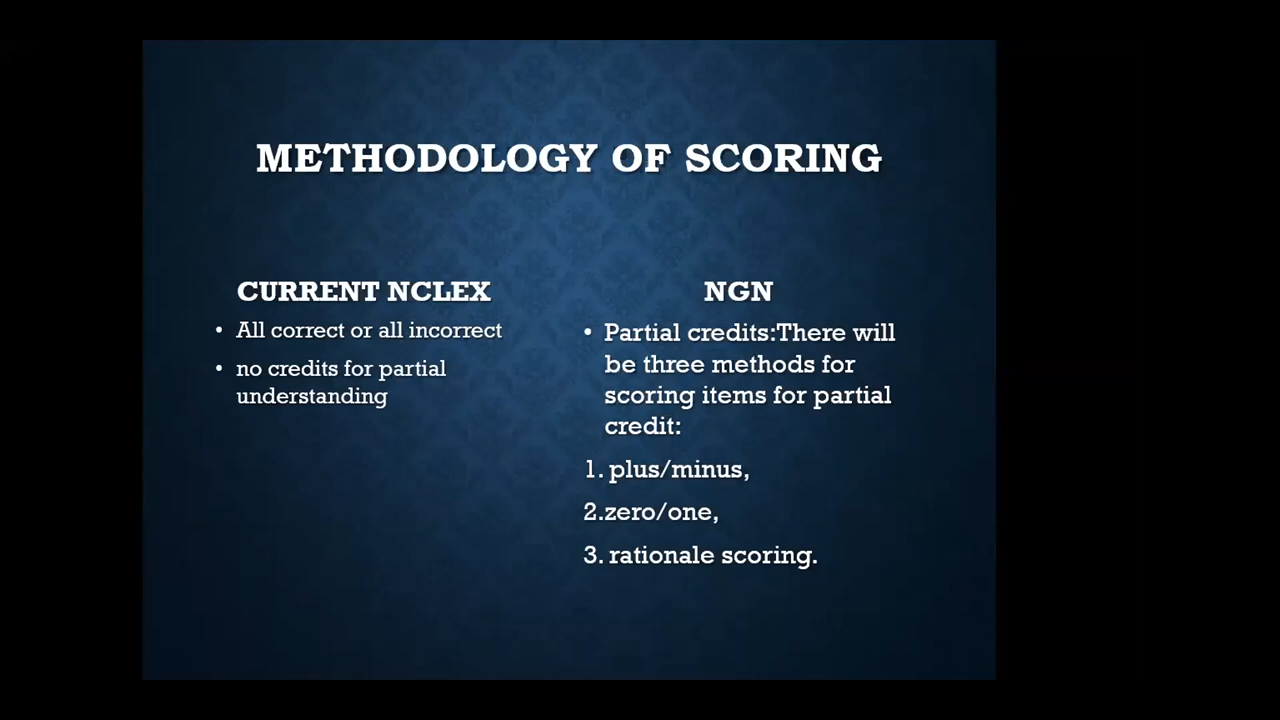 METHODOLOGY OF SCORING
CURRENT NCLEX
• All correct or all incorrect
• no credits for partial
understanding
NGN
• Partial credits:There will
be three methods for
scoring items for partial
credit:
1. plus/minus,
2.zero/one,
3. rationale scoring.